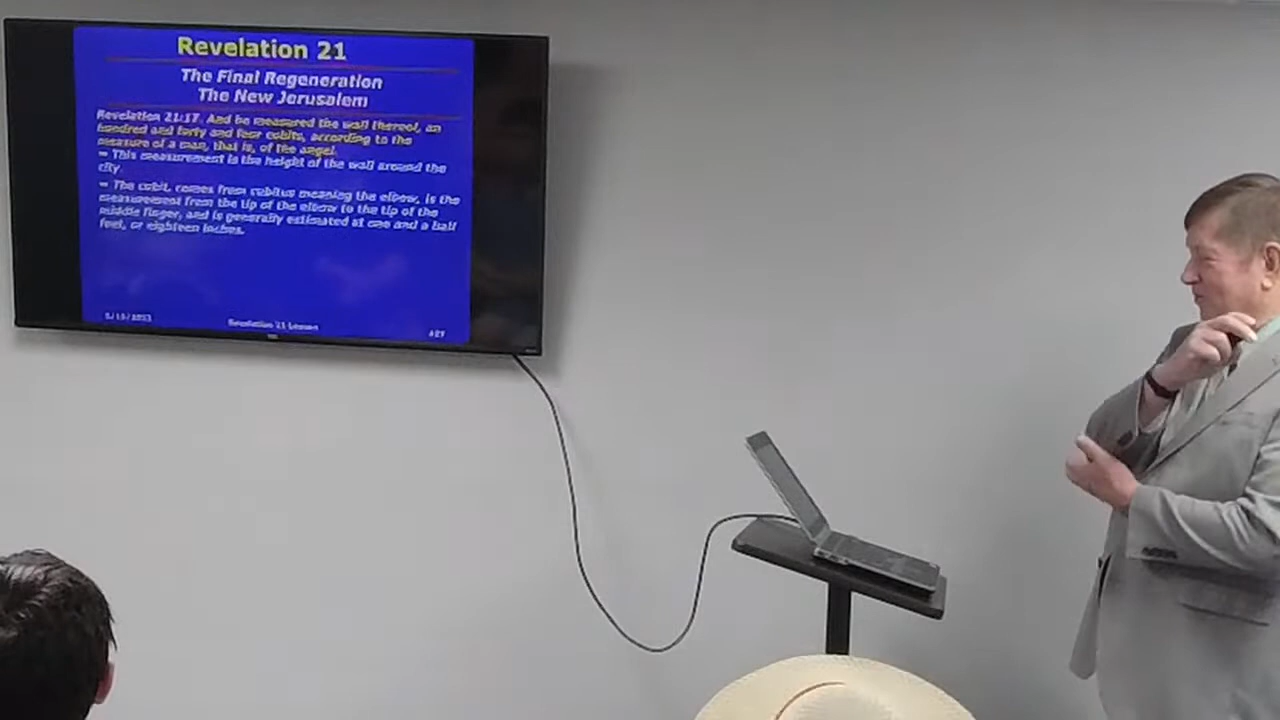 Revelation 21
The Final Regeneration
The New Jerusalem
Revelation 21:17. And he measured the wall thereof, an
hundred and forty and four cubits, according to the
measure of a man, that is, of the angel.
– This measurement is the height of the wall around the
city.
– The cubit, comes from cubitus meaning the elbow, is the
measurement from the tip of the elbow to the tip of the
middle finger, and is generally estimated at one and a half
feet, or eighteen inches.
Revelation 21 Lesson